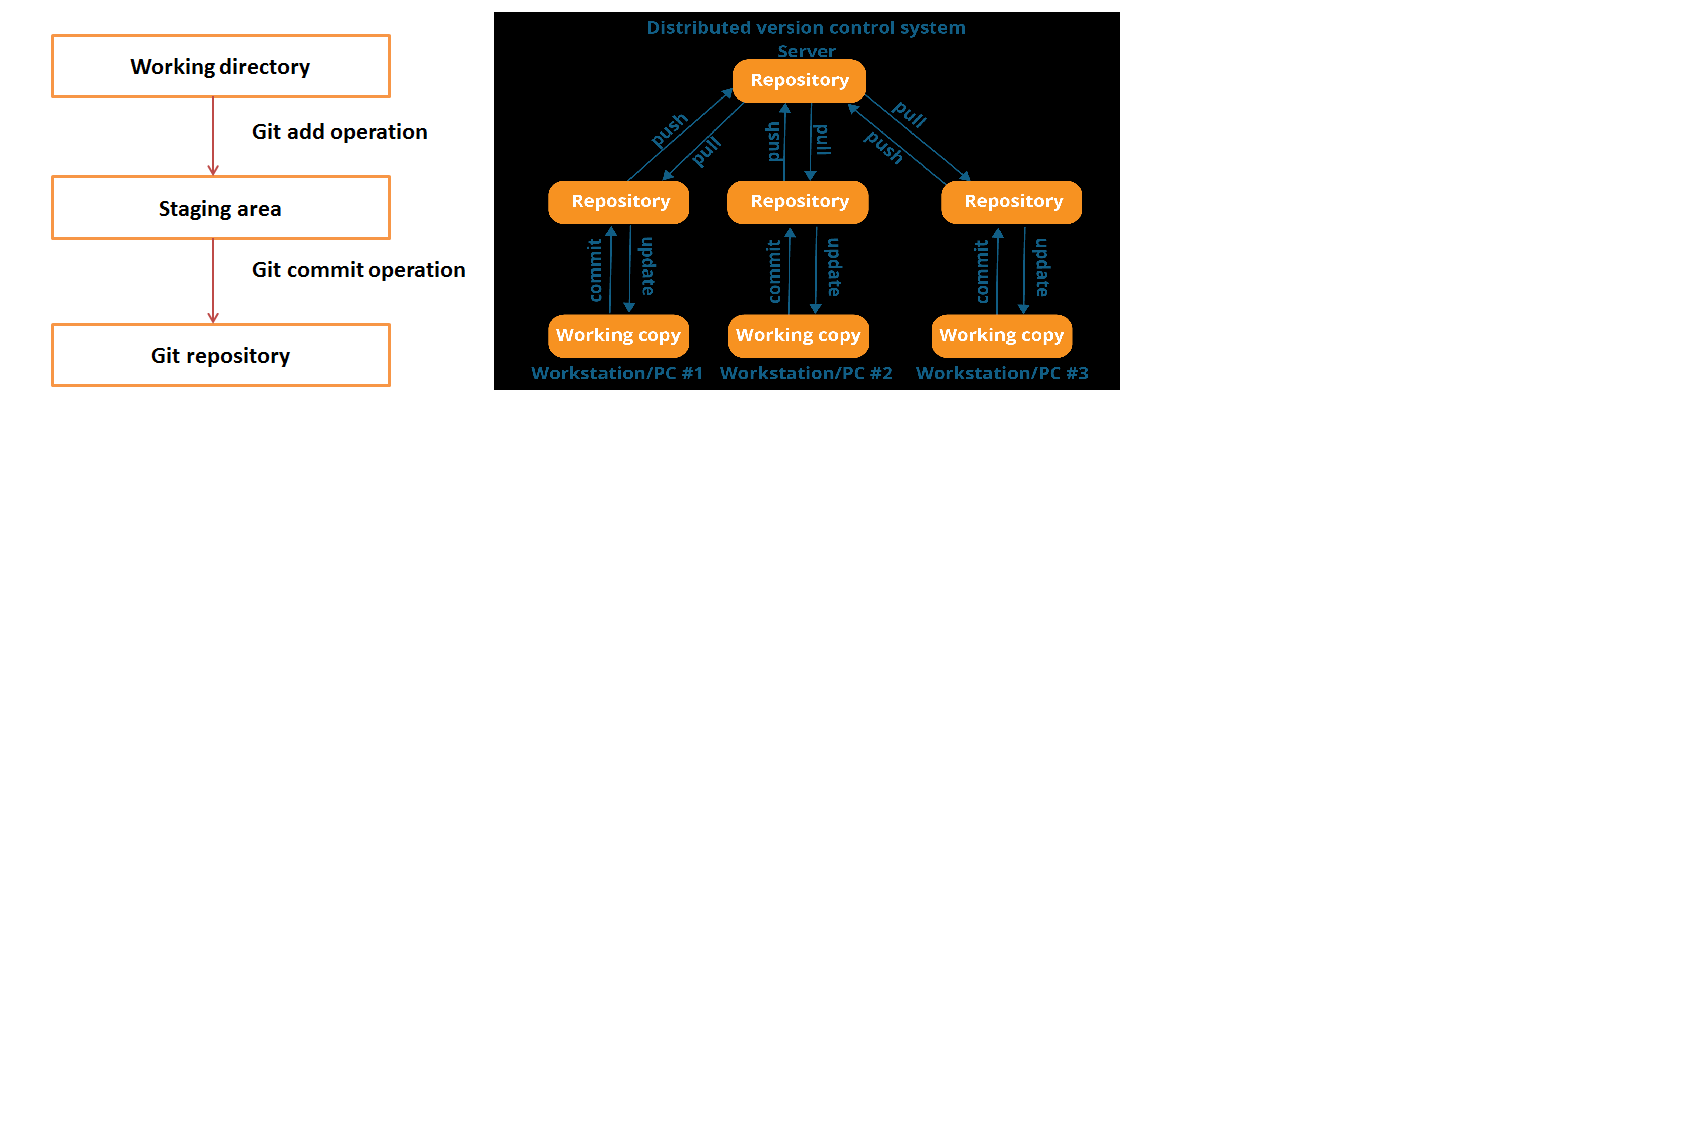 Working directory
Git add operation
Staging area
Git commit operation
Git repository
Distributed version control system
Server
Repository
push
pull
push
pull
push
pull
Repository
Repository
Repository
commit
update
commit
update
commit
update
Working copy
Working copy
Working copy
Workstation/PC #1
Workstation/PC #2
Workstation/PC #3